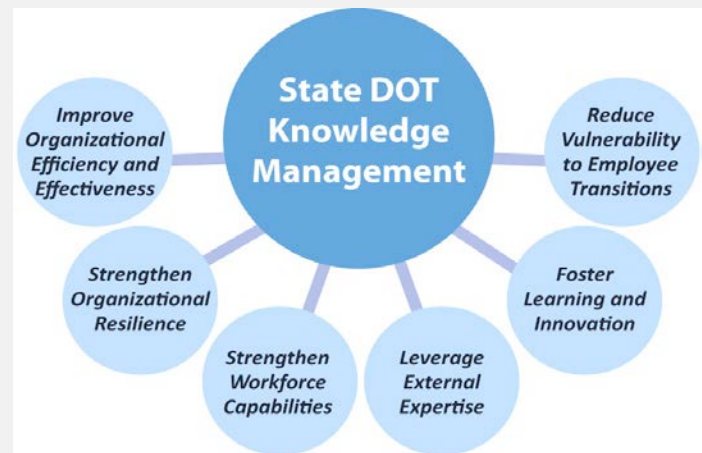 State DOT
Knowledge
Management
Improve
Organizational
Efficiency and
Effectiveness
Strengthen
Organizational
Resilience
Strengthen
Workforce
Capabilities
Leverage
External
Expertise
Foster
Learning and
Innovation
Reduce
Vulnerability
to Employee
Transitions